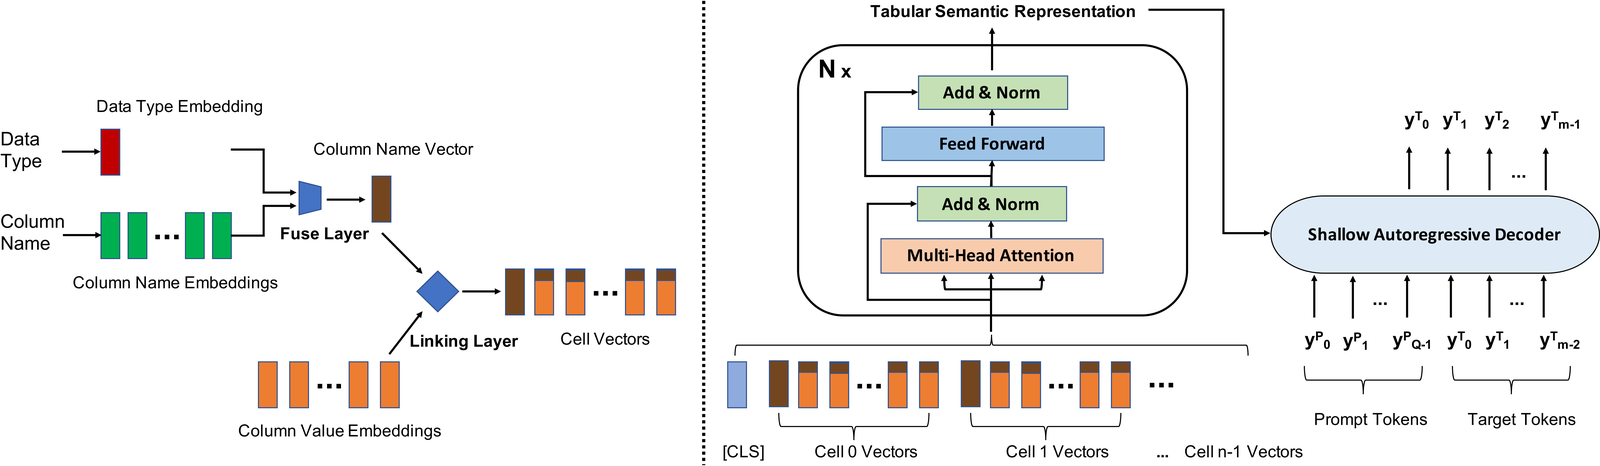 Data Type Embedding
Data
Type
Column Name Vector
Column
Name
Fuse Layer
Column Name Embeddings
Linking Layer
Cell Vectors
Column Value Embeddings
Tabular Semantic Representation
N x
Add & Norm
Feed Forward
Add & Norm
Multi-Head Attention
[CLS]
Cell 0 Vectors
Cell 1 Vectors
... Cell n-1 Vectors
yT0 yT1 yT2 yTm-1
...
Shallow Autoregressive Decoder
... ...
yP0 yP1 yPQ-1 yT0 yT1 yTm-2
Prompt Tokens
Target Tokens